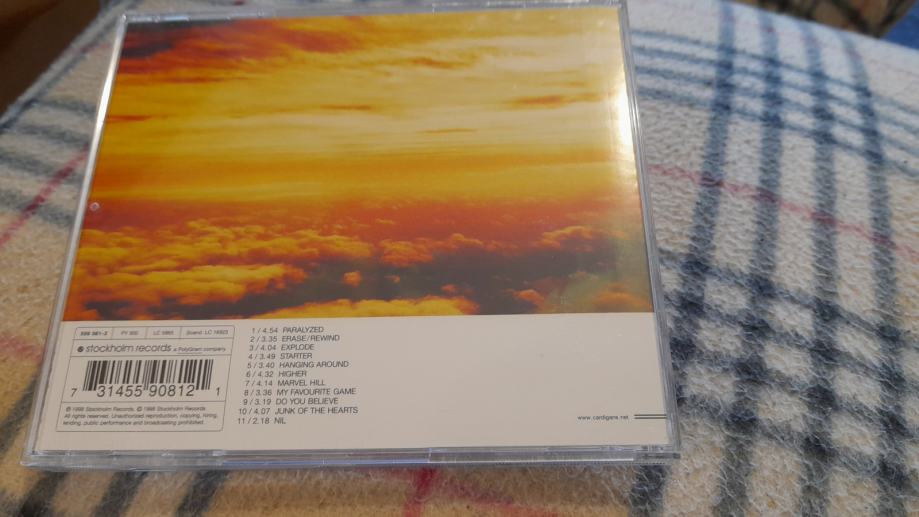 559 081-2 PY 900 LC 5965 Scand. LC 16923
stockholm records a PolyGram company.
7 31455 90812 1
℗ 1998 Stockholm Records. © 1998 Stockholm Records.
All rights reserved. Unauthorized reproduction, copying, hiring,
lending, public performance and broadcasting prohibited.
1 / 4.54 PARALYZED
2 / 3.35 ERASE/REWIND
3 / 4.04 EXPLODE
4 / 3.49 STARTER
5 / 3.40 HANGING AROUND
6 / 4.32 HIGHER
7 / 4.14 MARVEL HILL
8 / 3.36 MY FAVOURITE GAME
9 / 3.19 DO YOU BELIEVE
10 / 4.07 JUNK OF THE HEARTS
11 / 2.18 NIL
www.cardigans.net